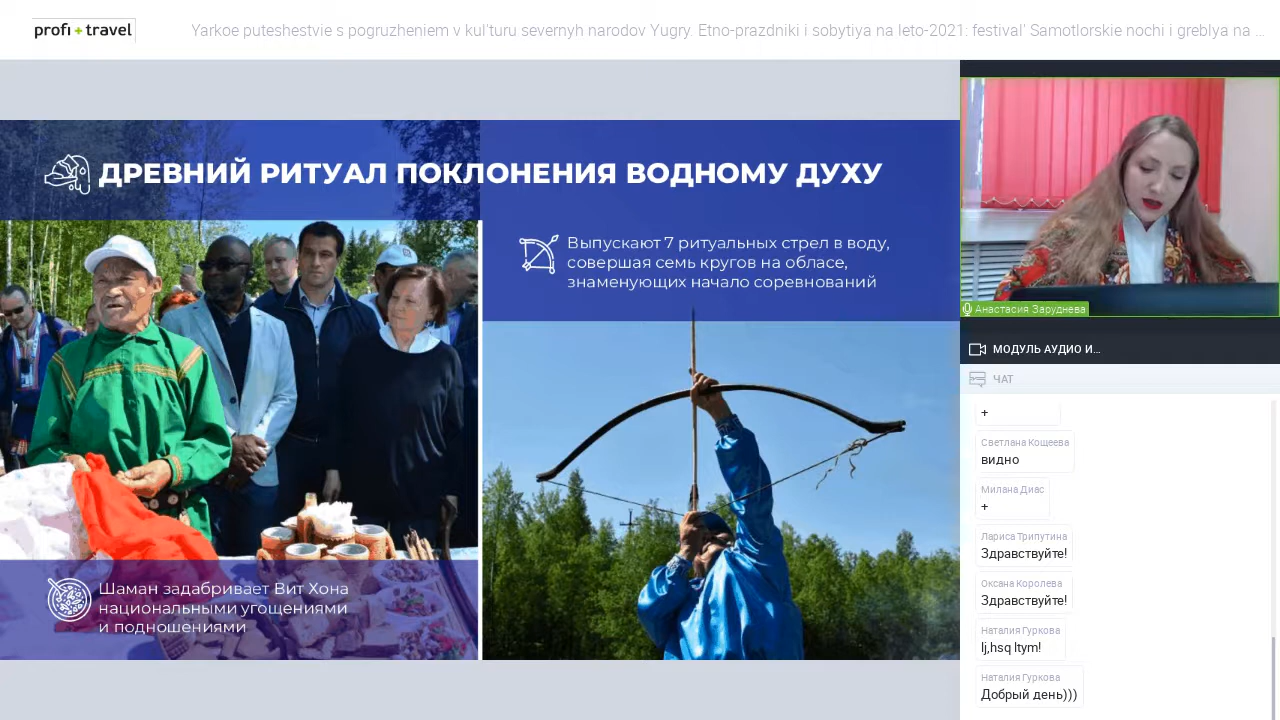 profi + travel
Yarkoe puteshestvie s pogruzheniem v kul'turu severnyh narodov Yugry. Etno-prazdniki i sobytiya na leto-2021: festival' Samotlorskie nochi i greblya na ...
ДРЕВНИЙ РИТУАЛ ПОКЛОНЕНИЯ ВОДНОМУ ДУХУ
Выпускают 7 ритуальных стрел в воду,
совершая семь кругов на обласе,
знаменующих начало соревнований
Шаман задабривает Вит Хона
национальными угощениями
и подношениями
Анастасия Заруднева
МОДУЛЬ АУДИО И...
ЧАТ
+
Светлана Кощеева
видно
Милана Диас
+
Лариса Трипутина
Здравствуйте!
Оксана Королева
Здравствуйте!
Наталия Гуркова
lj,hsq ltym!
Наталия Гуркова
Добрый день)))